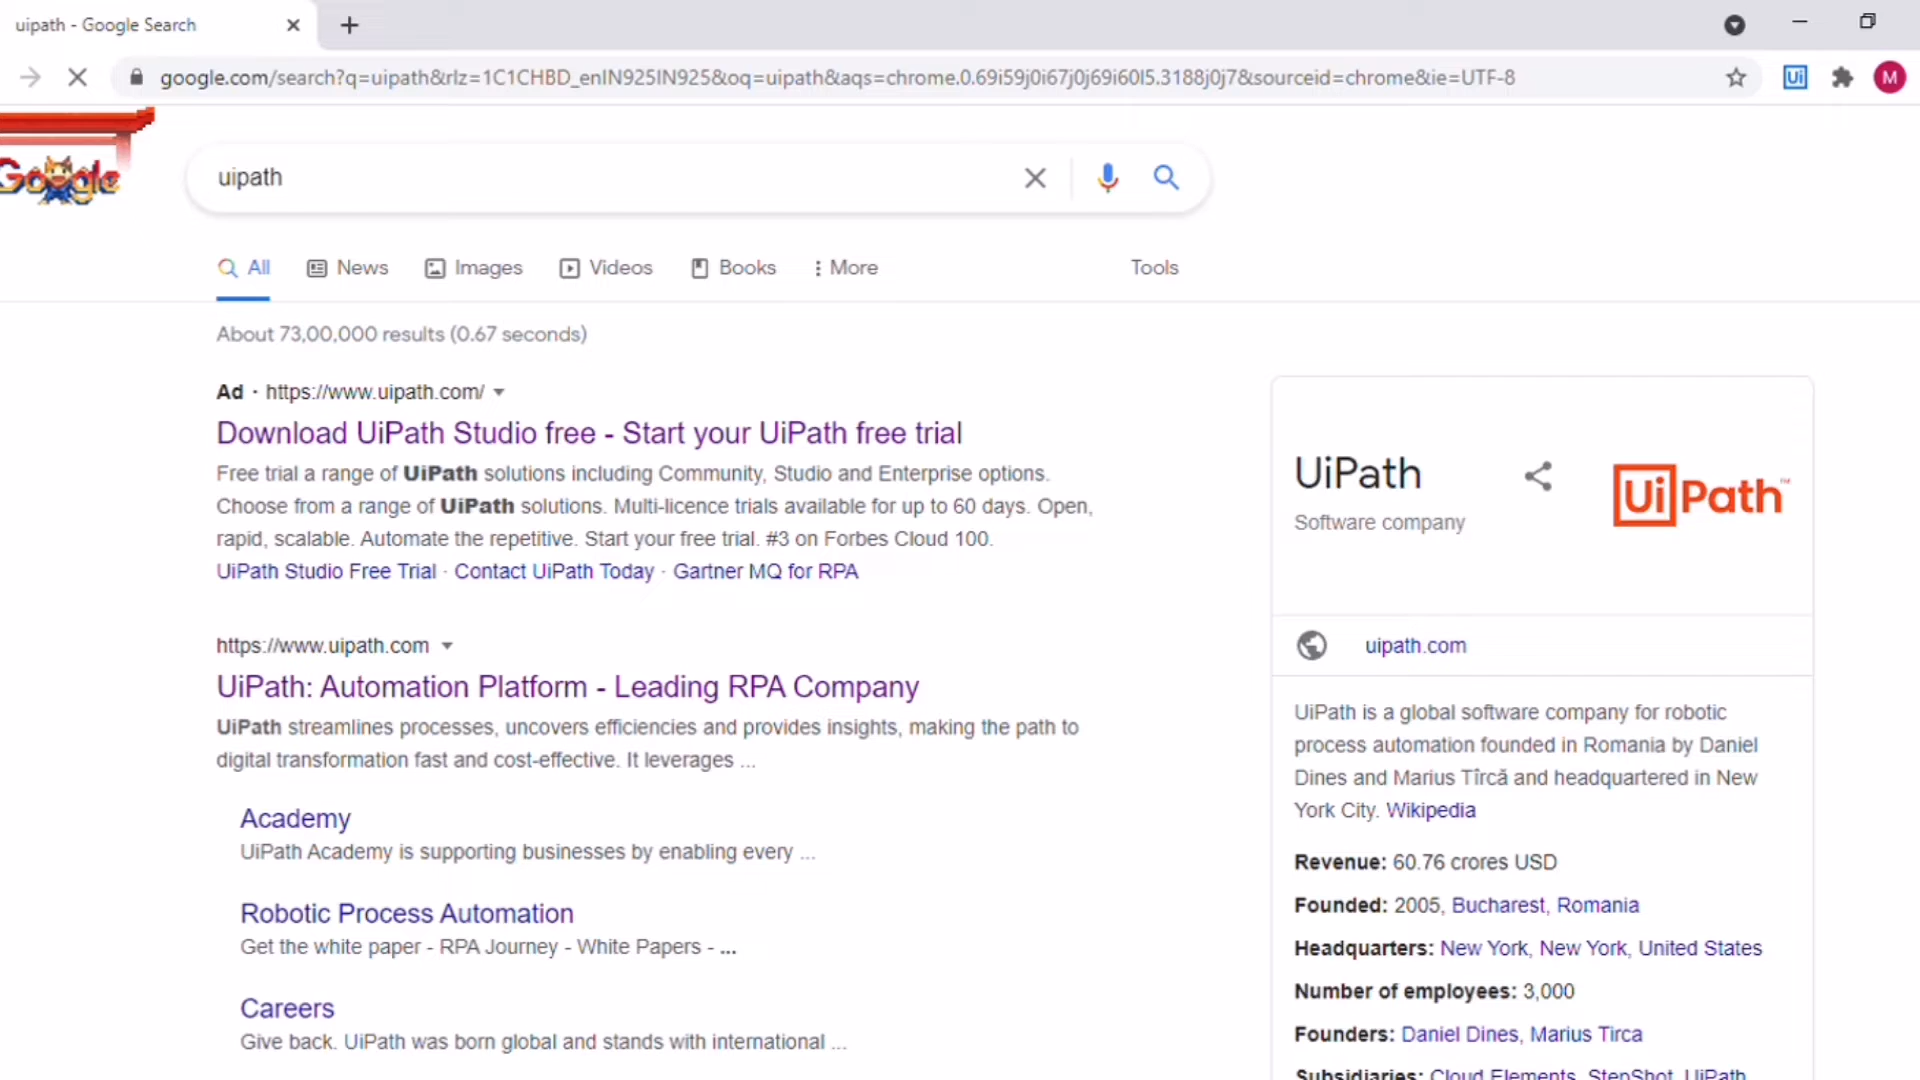 uipath - Google Search
google.com/search?q=uipath&rlz=1C1CHBD_enIN925IN925&oq=uipath&aqs=chrome.0.69i59j0i67j0j69i60l5.3188j0j7&sourceid=chrome&ie=UTF-8
Ui
M
Google
uipath
All
News
Images
Videos
Books
More
Tools
About 73,00,000 results (0.67 seconds)
Ad · https://www.uipath.com/
Download UiPath Studio free - Start your UiPath free trial
Free trial a range of UiPath solutions including Community, Studio and Enterprise options.
Choose from a range of UiPath solutions. Multi-licence trials available for up to 60 days. Open,
rapid, scalable. Automate the repetitive. Start your free trial. #3 on Forbes Cloud 100.
UiPath Studio Free Trial · Contact UiPath Today · Gartner MQ for RPA
https://www.uipath.com
UiPath: Automation Platform - Leading RPA Company
UiPath streamlines processes, uncovers efficiencies and provides insights, making the path to
digital transformation fast and cost-effective. It leverages ...
Academy
UiPath Academy is supporting businesses by enabling every ...
Robotic Process Automation
Get the white paper - RPA Journey - White Papers - ...
Careers
Give back. UiPath was born global and stands with international ...
UiPath
Software company
UiPath™
uipath.com
UiPath is a global software company for robotic
process automation founded in Romania by Daniel
Dines and Marius Tîrcă and headquartered in New
York City. Wikipedia
Revenue: 60.76 crores USD
Founded: 2005, Bucharest, Romania
Headquarters: New York, New York, United States
Number of employees: 3,000
Founders: Daniel Dines, Marius Tirca
Subsidiaries: Cloud Elements, StepShot, UiPath